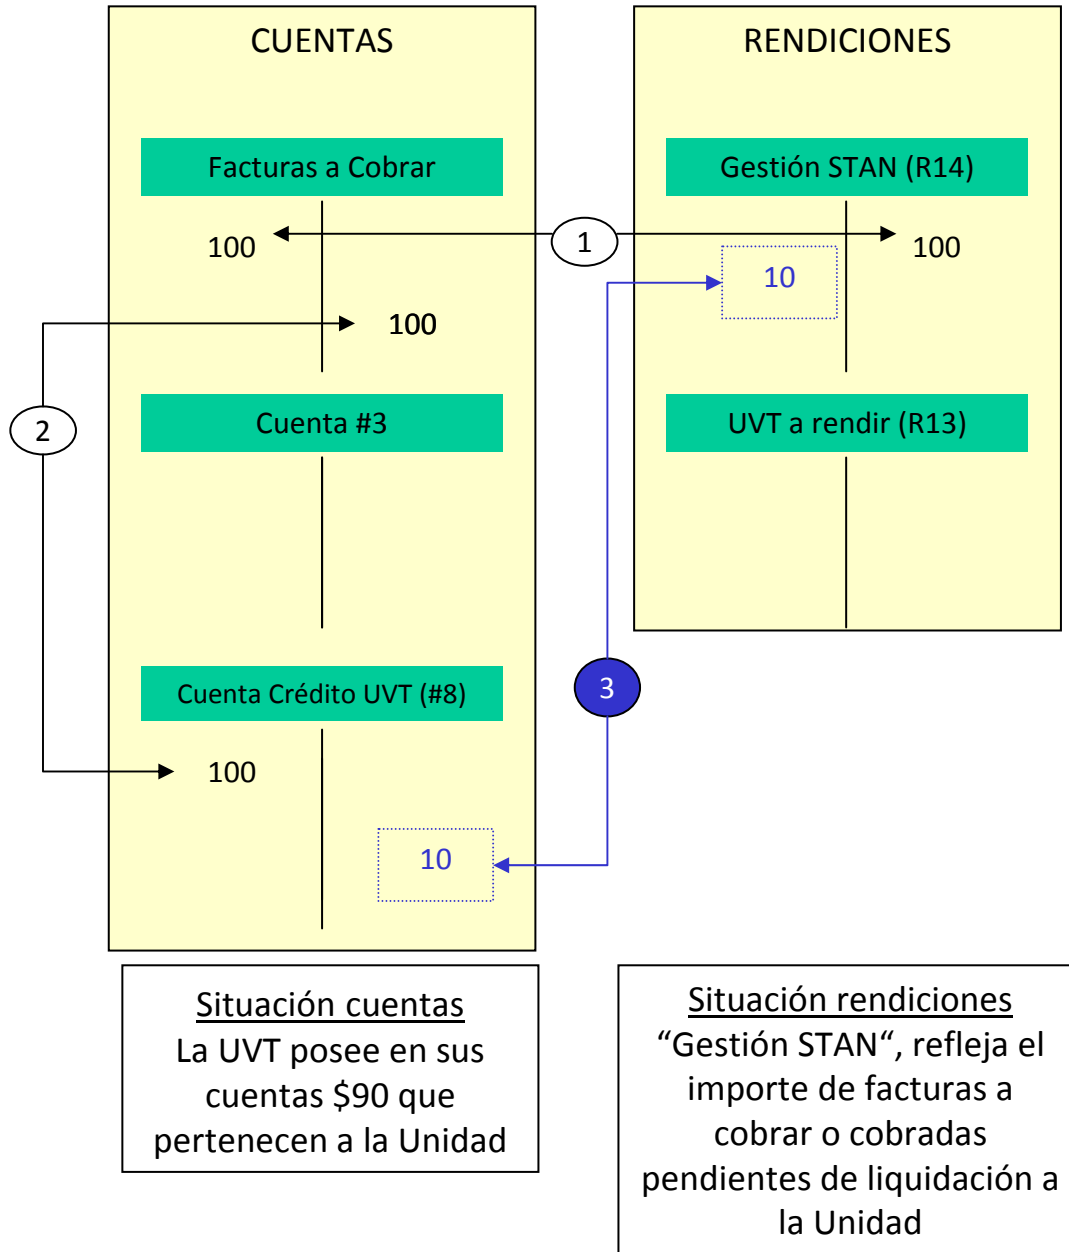 CUENTAS
RENDICIONES
Facturas a Cobrar
Gestión STAN (R14)
100
1
100
10
100
2
Cuenta #3
UVT a rendir (R13)
Cuenta Crédito UVT (#8)
3
100
10
Situación cuentas
La UVT posee en sus
cuentas $90 que
pertenecen a la Unidad
Situación rendiciones
“Gestión STAN“, refleja el
importe de facturas a
cobrar o cobradas
pendientes de liquidación a
la Unidad